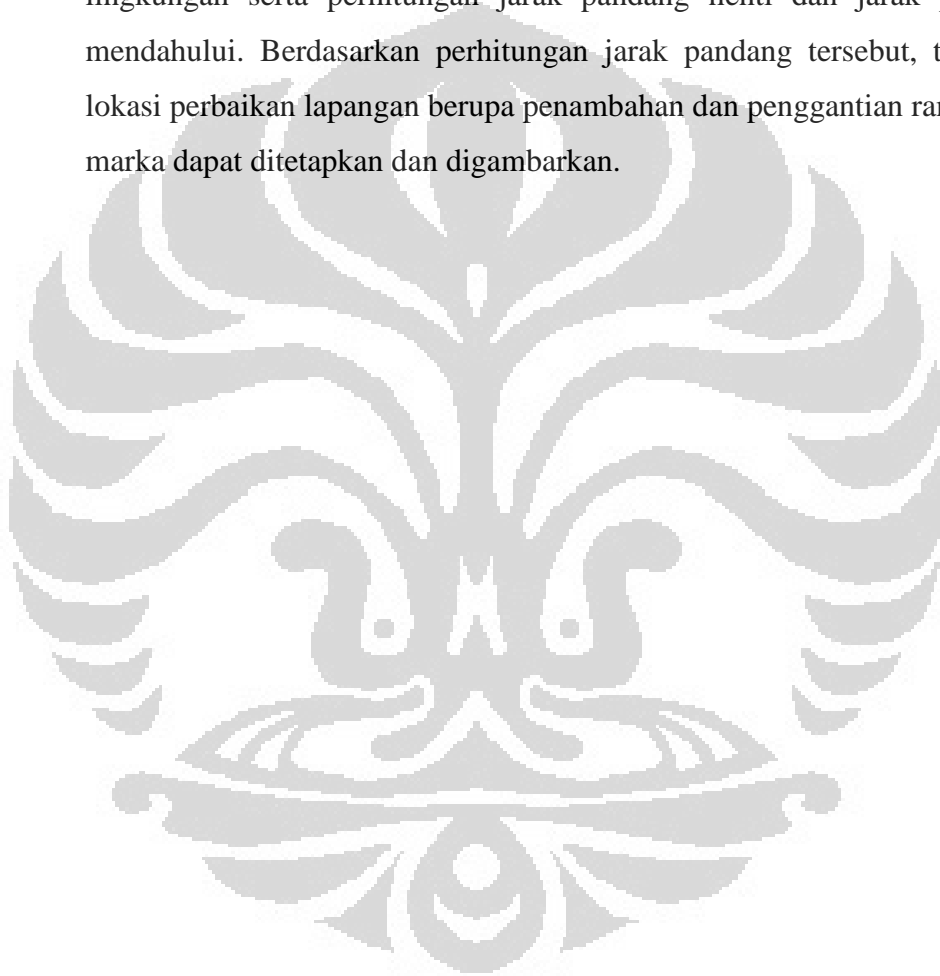 lingkungan serta perhitungan jarak pandang henti dan jarak
mendahului. Berdasarkan perhitungan jarak pandang tersebut,
lokasi perbaikan lapangan berupa penambahan dan penggantian
marka dapat ditetapkan dan digambarkan.